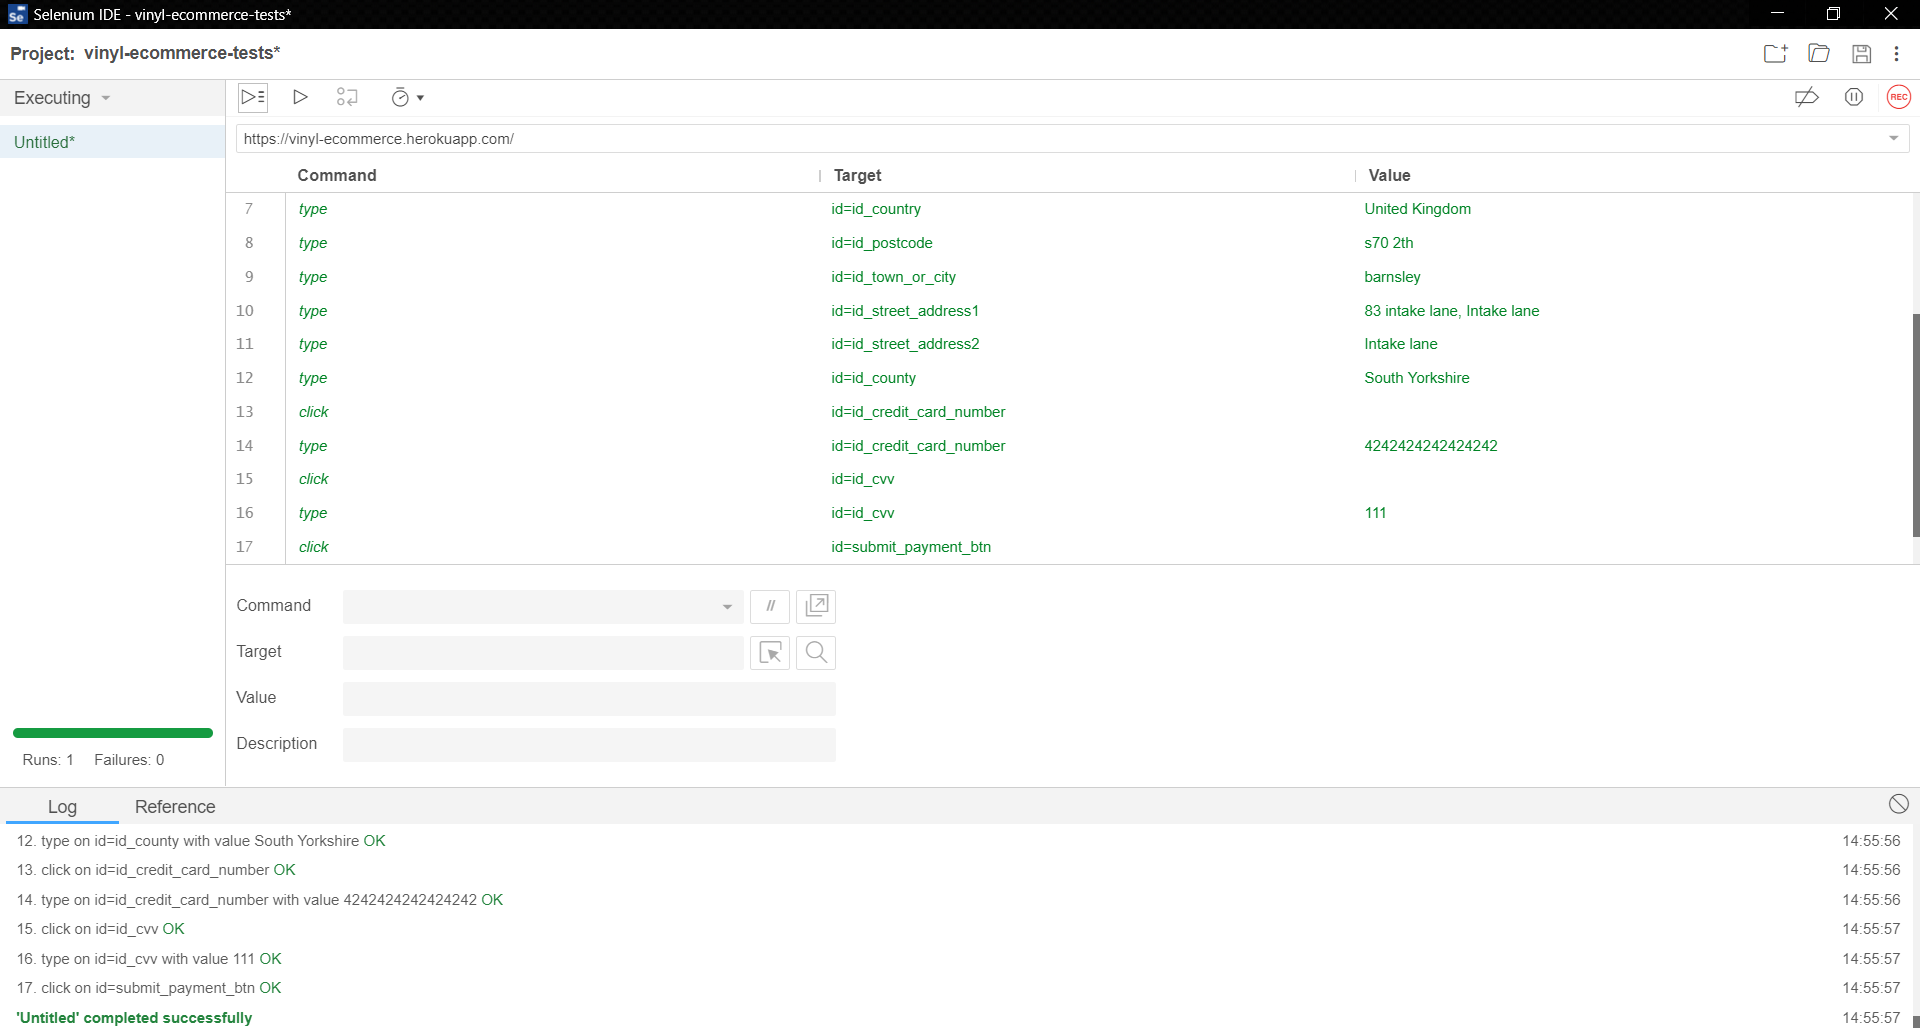 Se Selenium IDE - vinyl-ecommerce-tests*
Project: vinyl-ecommerce-tests*
Executing
Untitled*
REC
https://vinyl-ecommerce.herokuapp.com/
Command Target Value
7 type id=id_country United Kingdom
8 type id=id_postcode s70 2th
9 type id=id_town_or_city barnsley
10 type id=id_street_address1 83 intake lane, Intake lane
11 type id=id_street_address2 Intake lane
12 type id=id_county South Yorkshire
13 click id=id_credit_card_number
14 type id=id_credit_card_number 4242424242424242
15 click id=id_cvv
16 type id=id_cvv 111
17 click id=submit_payment_btn
Command //
Target
Value
Description
Runs: 1 Failures: 0
Log Reference
12. type on id=id_county with value South Yorkshire OK 14:55:56
13. click on id=id_credit_card_number OK 14:55:56
14. type on id=id_credit_card_number with value 4242424242424242 OK 14:55:56
15. click on id=id_cvv OK 14:55:57
16. type on id=id_cvv with value 111 OK 14:55:57
17. click on id=submit_payment_btn OK 14:55:57
'Untitled' completed successfully 14:55:57